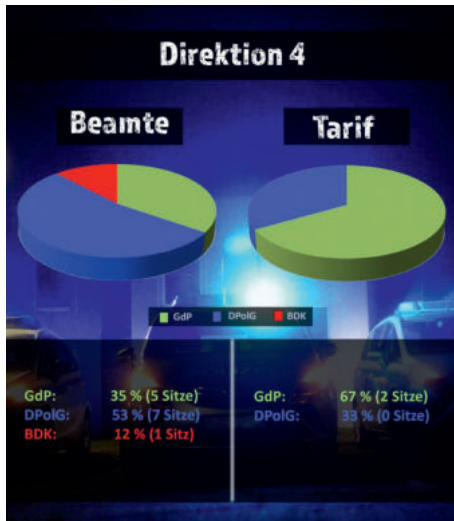 Direktion 4
Beamte
Tarif
GdP DPolG BDK
GdP: 35 % (5 Sitze)
DPolG: 53 % (7 Sitze)
BDK: 12 % (1 Sitz)
GdP: 67 % (2 Sitze)
DPolG: 33 % (0 Sitze)